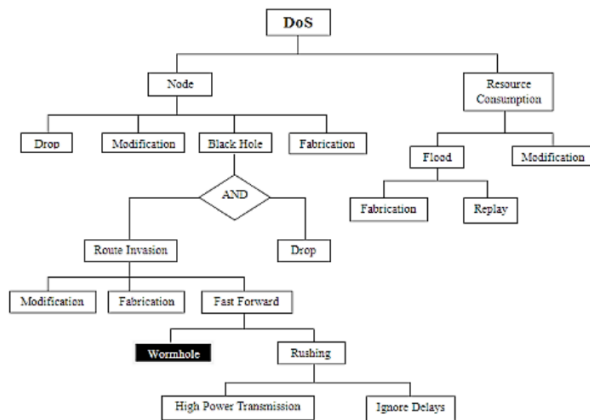 DoS
Node
Resource
Consumption
Drop
Modification
Black Hole
Fabrication
Flood
Modification
AND
Fabrication
Replay
Route Invasion
Drop
Modification
Fabrication
Fast Forward
Wormhole
Rushing
High Power Transmission
Ignore Delays